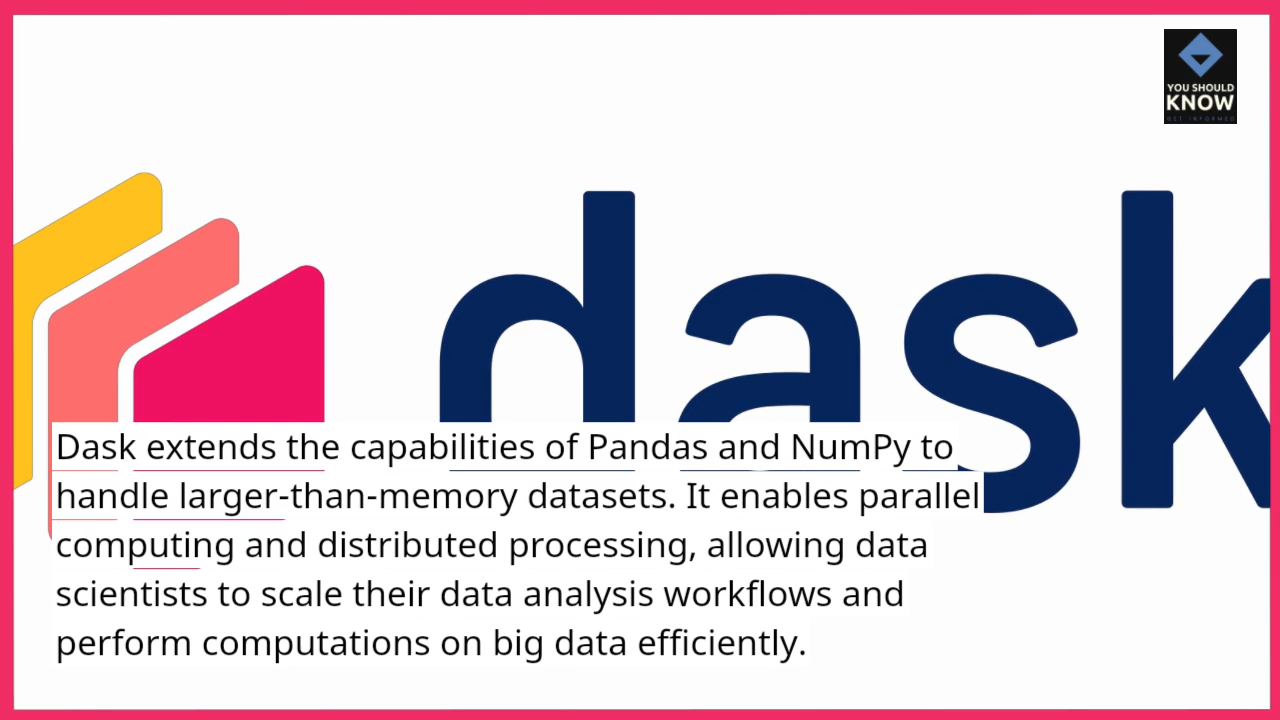 YOU SHOULD
KNOW
GET INFORMED
dask
Dask extends the capabilities of Pandas and NumPy to
handle larger-than-memory datasets. It enables parallel
computing and distributed processing, allowing data
scientists to scale their data analysis workflows and
perform computations on big data efficiently.